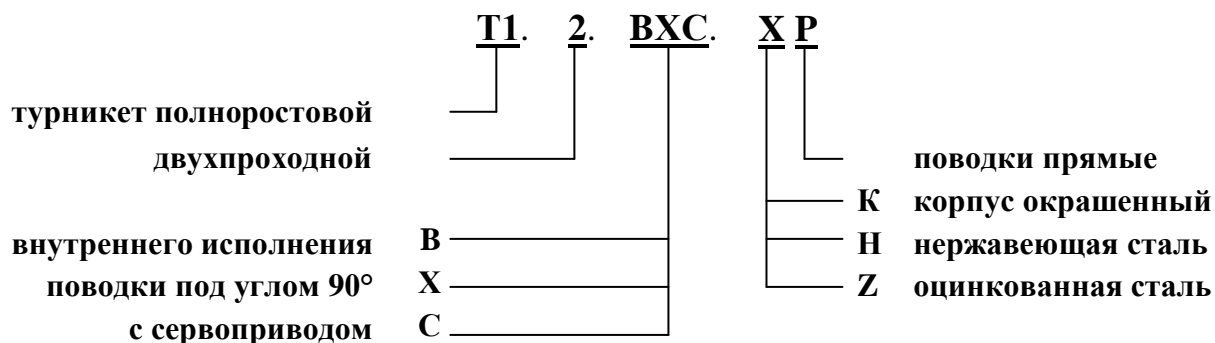 Т1. 2. ВХС. Х Р
турникет полноростовой
двухпроходной
поводки прямые
К корпус окрашенный
внутреннего исполнения В
Н нержавеющая сталь
поводки под углом 90° Х
Z оцинкованная сталь
с сервоприводом С